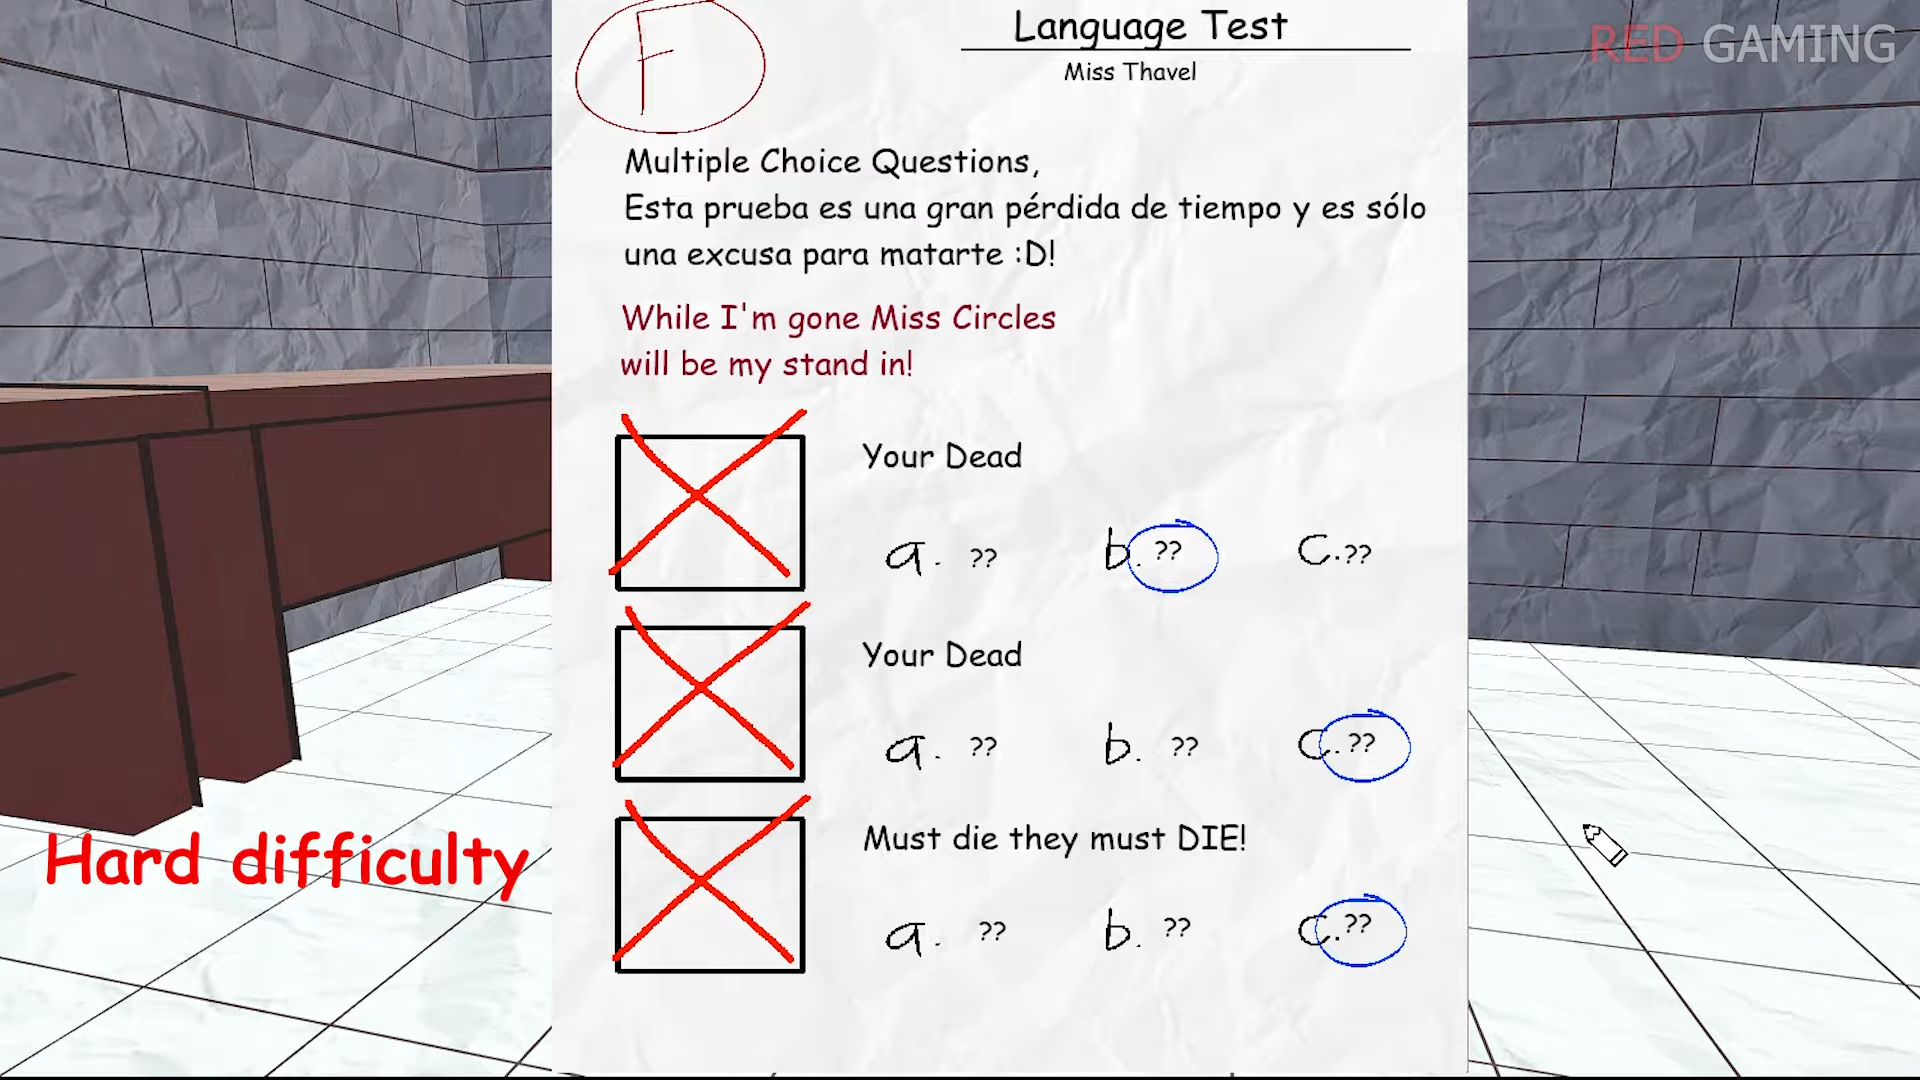 RED GAMING
F
Language Test
Miss Thavel
Multiple Choice Questions,
Esta prueba es una gran pérdida de tiempo y es sólo
una excusa para matarte :D!
While I'm gone Miss Circles
will be my stand in!
Your Dead
a. ?? b. ?? c. ??
Your Dead
a. ?? b. ?? c. ??
Must die they must DIE!
a. ?? b. ?? c. ??
Hard difficulty